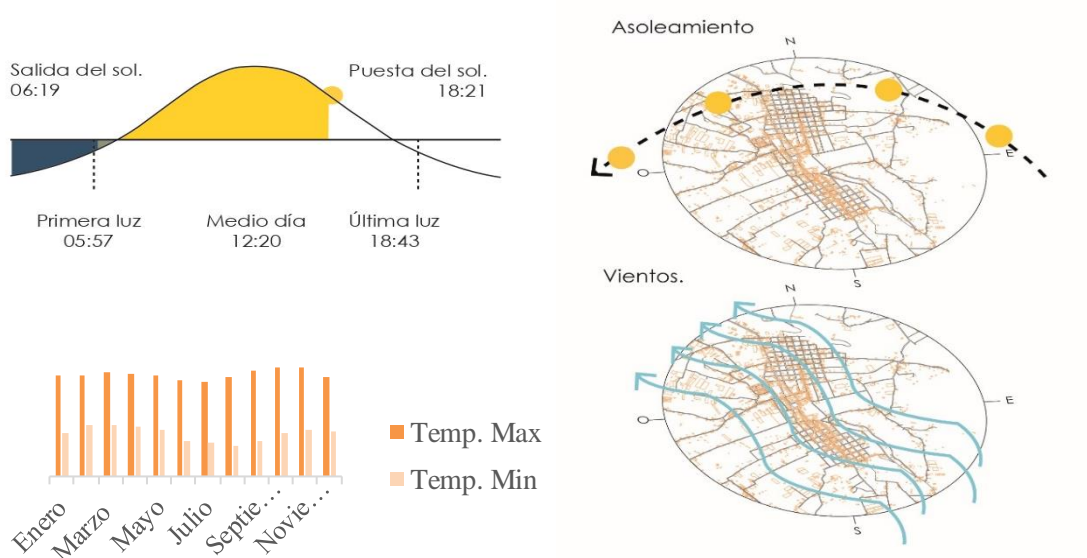 Salida del sol.
06:19
Puesta del sol.
18:21
Primera luz
05:57
Medio día
12:20
Última luz
18:43
Asoleamiento
N
E
O
S
Vientos.
N
E
O
S
Temp. Max
Temp. Min
Enero
Marzo
Mayo
Julio
Septie...
Novie...